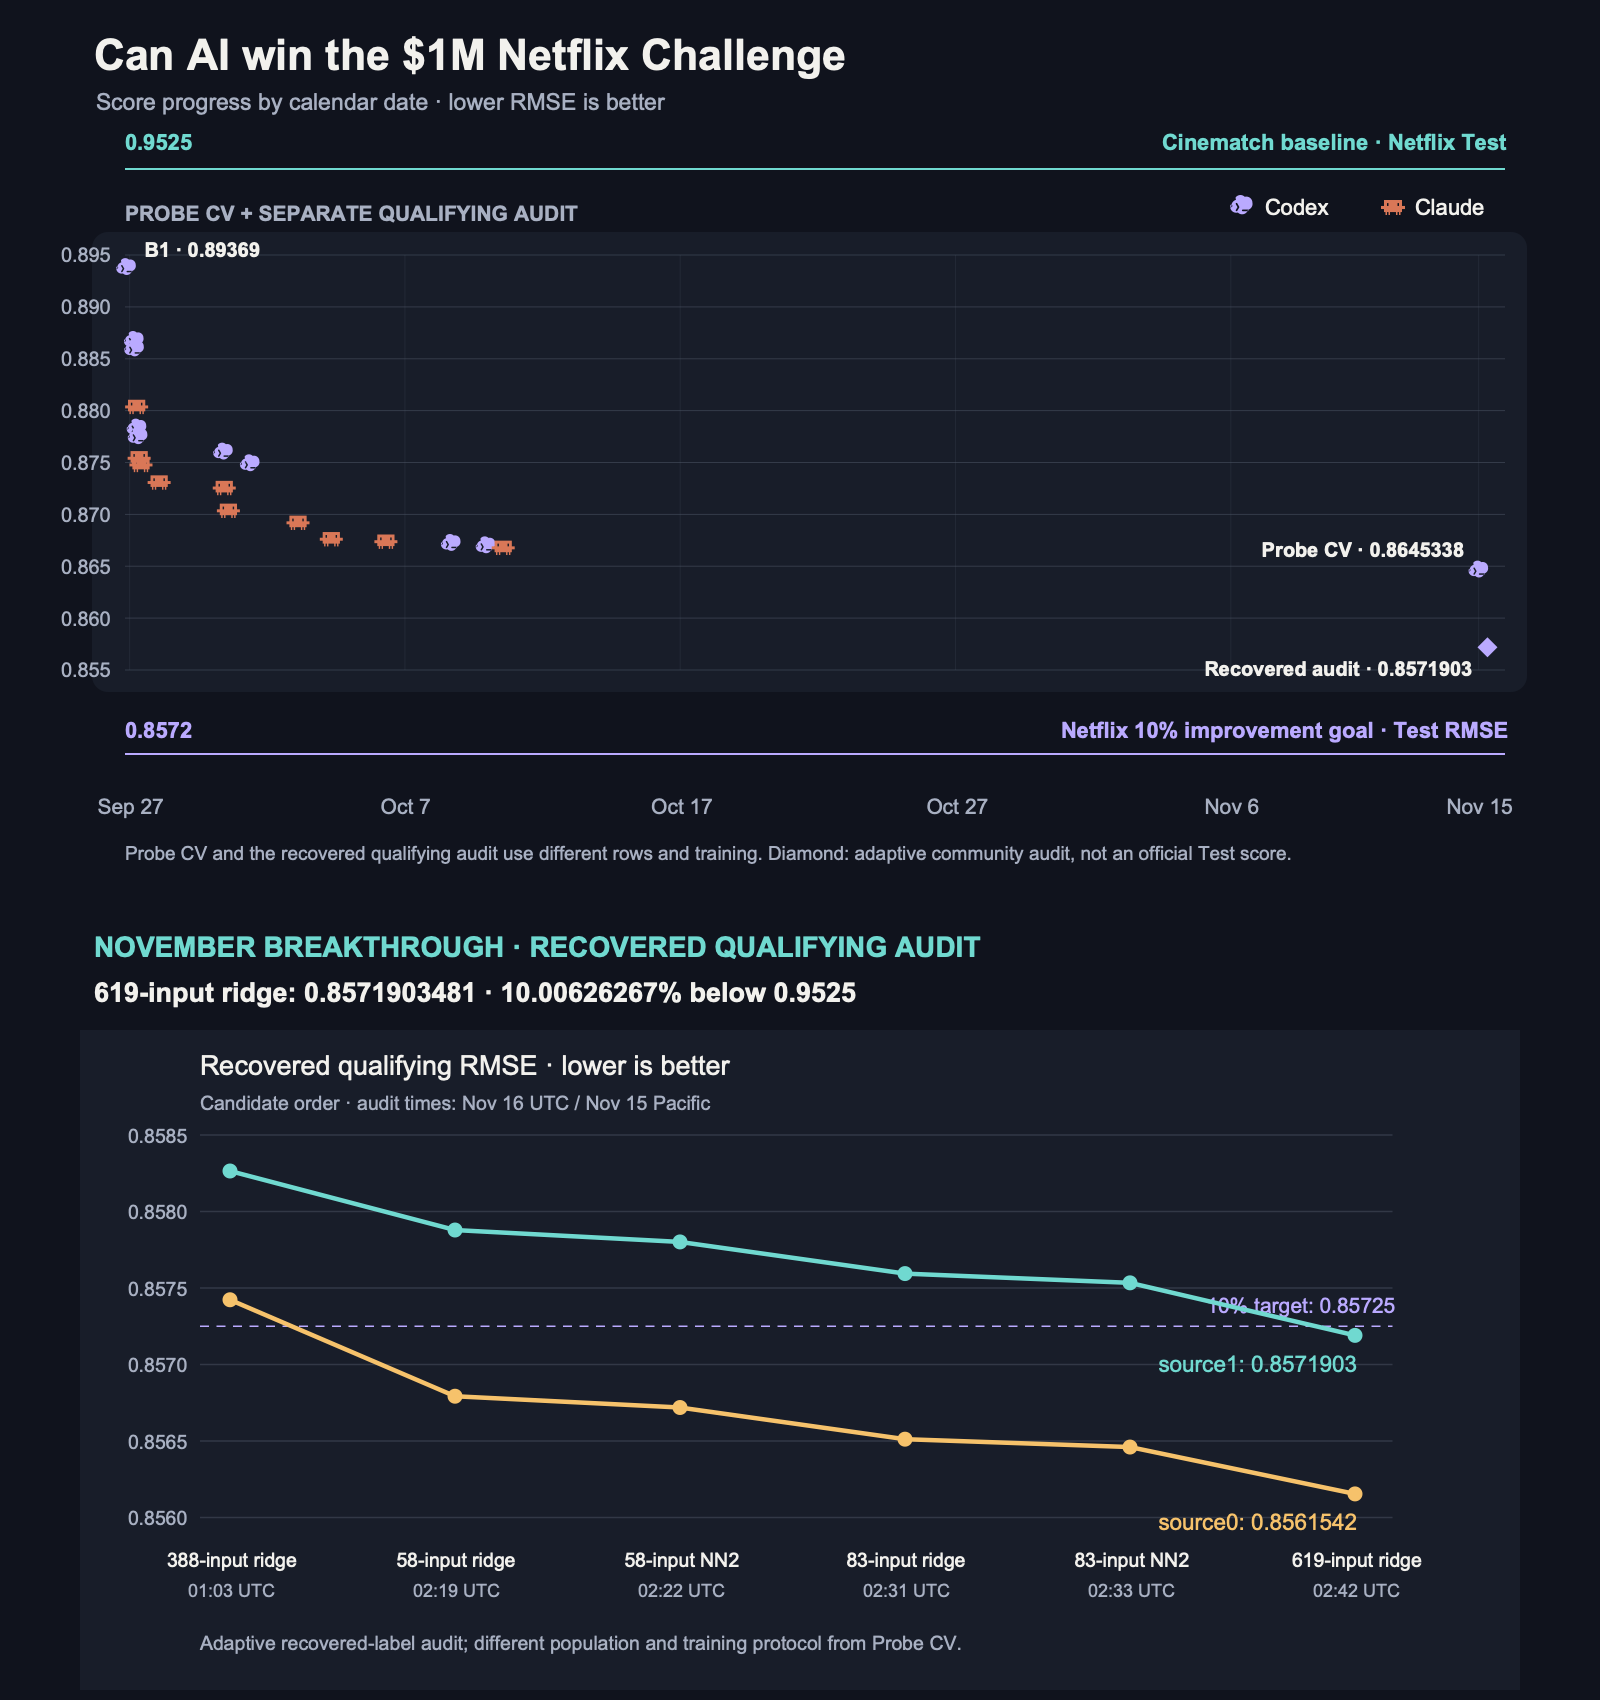 Can AI win the $1M Netflix Challenge
Score progress by calendar date · lower RMSE is better
0.9525 Cinematch baseline · Netflix Test
PROBE CV + SEPARATE QUALIFYING AUDIT
Codex Claude
B1 · 0.89369
0.895
0.890
0.885
0.880
0.875
0.870
Probe CV · 0.8645338
0.865
0.860
0.855
Recovered audit · 0.8571903
0.8572 Netflix 10% improvement goal · Test RMSE
Sep 27 Oct 7 Oct 17 Oct 27 Nov 6 Nov 15
Probe CV and the recovered qualifying audit use different rows and training. Diamond: adaptive community audit, not an official Test score.
NOVEMBER BREAKTHROUGH · RECOVERED QUALIFYING AUDIT
619-input ridge: 0.8571903481 · 10.00626267% below 0.9525
Recovered qualifying RMSE · lower is better
Candidate order · audit times: Nov 16 UTC / Nov 15 Pacific
0.8585
0.8580
0.8575
10% target: 0.85725
0.8570
source1: 0.8571903
0.8565
0.8560
source0: 0.8561542
388-input ridge 58-input ridge 58-input NN2 83-input ridge 83-input NN2 619-input ridge
01:03 UTC 02:19 UTC 02:22 UTC 02:31 UTC 02:33 UTC 02:42 UTC
Adaptive recovered-label audit; different population and training protocol from Probe CV.